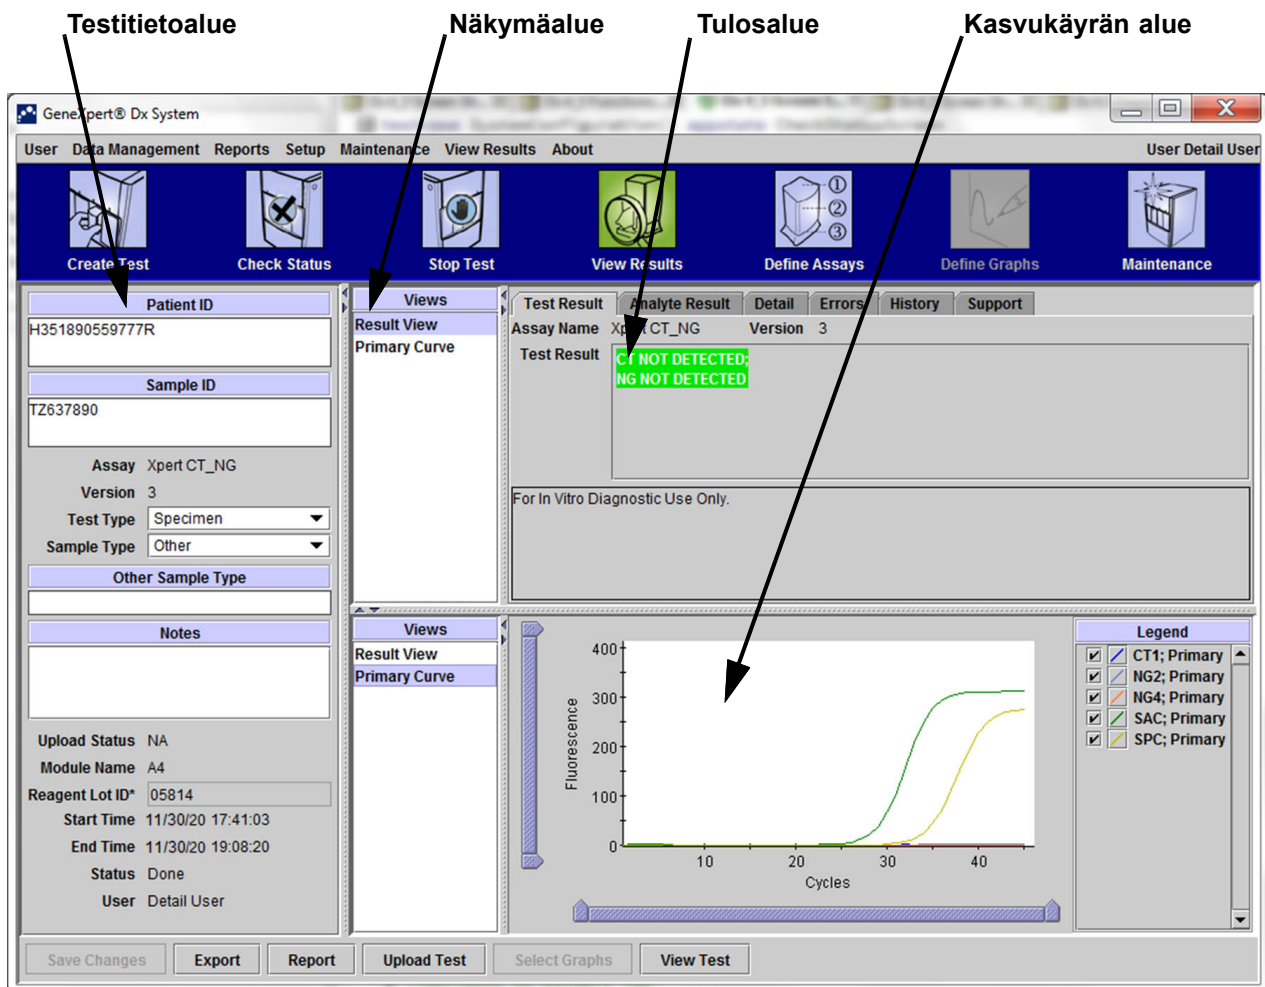 Testitietoalue Näkymäalue Tulosalue Kasvukäyrän alue
GeneXpert® Dx System
User Data Management Reports Setup Maintenance View Results About User Detail User
Create Test Check Status Stop Test View Results Define Assays Define Graphs Maintenance
Patient ID
H351890559777R
Sample ID
TZ637890
Assay Xpert CT_NG
Version 3
Test Type Specimen
Sample Type Other
Other Sample Type
Notes
Upload Status NA
Module Name A4
Reagent Lot ID* 05814
Start Time 11/30/20 17:41:03
End Time 11/30/20 19:08:20
Status Done
User Detail User
Views
Result View
Primary Curve
Test Result Analyte Result Detail Errors History Support
Assay Name Xpert CT_NG Version 3
Test Result CT NOT DETECTED;
NG NOT DETECTED
For In Vitro Diagnostic Use Only.
Views
Result View
Primary Curve
400
300
200
100
0
Fluorescence
10 20 30 40
Cycles
Legend
CT1; Primary
NG2; Primary
NG4; Primary
SAC; Primary
SPC; Primary
Save Changes Export Report Upload Test Select Graphs View Test